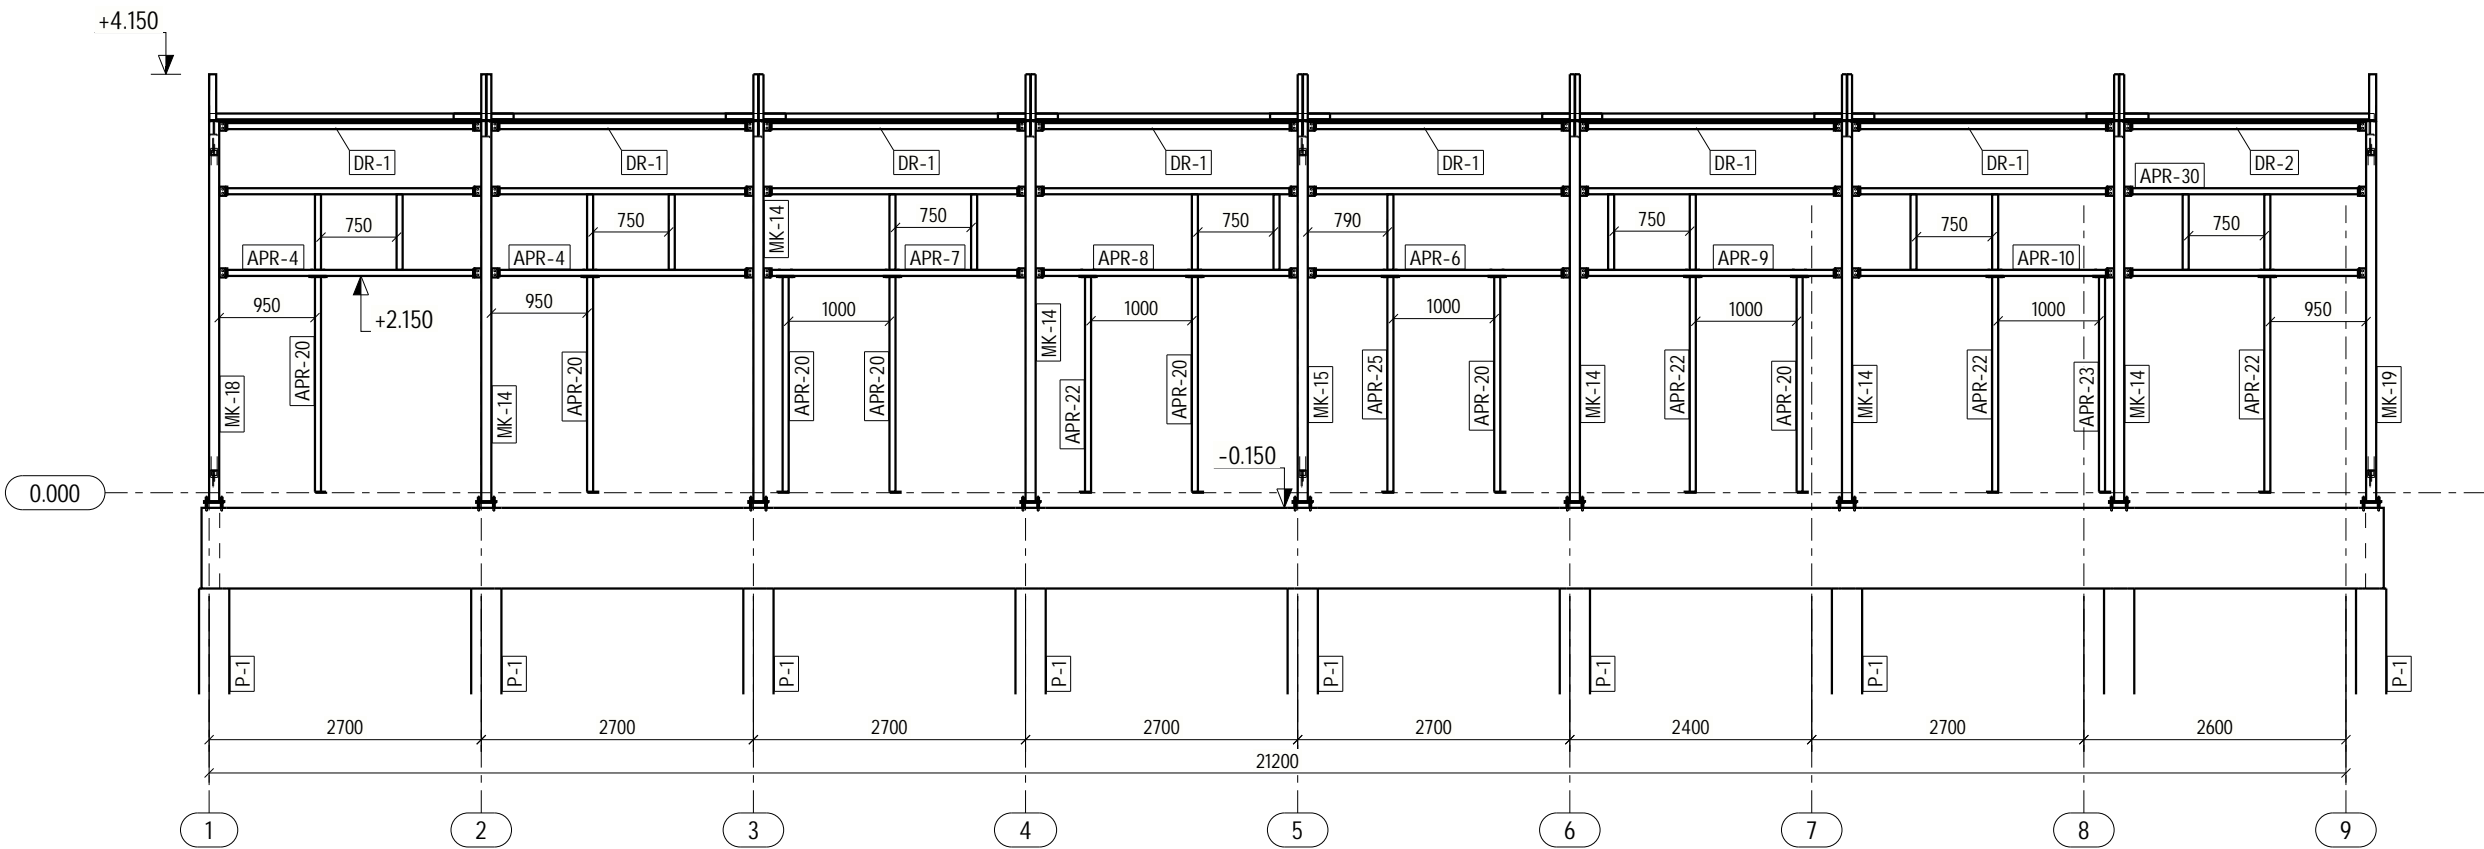 +4.150
DR-1
DR-1
DR-1
DR-1
DR-1
DR-1
DR-1
DR-2
APR-30
750
750
MK-14
750
750
790
750
750
750
APR-4
APR-4
APR-7
APR-8
APR-6
APR-9
APR-10
950
+2.150
950
1000
1000
1000
1000
1000
950
MK-18
APR-20
MK-14
APR-20
APR-20
APR-20
MK-14
APR-22
APR-20
MK-15
APR-25
APR-20
MK-14
APR-22
APR-20
MK-14
APR-22
APR-23
MK-14
APR-22
MK-19
-0.150
0.000
P-1
P-1
P-1
P-1
P-1
P-1
P-1
P-1
2700
2700
2700
2700
2700
2400
2700
2600
21200
1
2
3
4
5
6
7
8
9